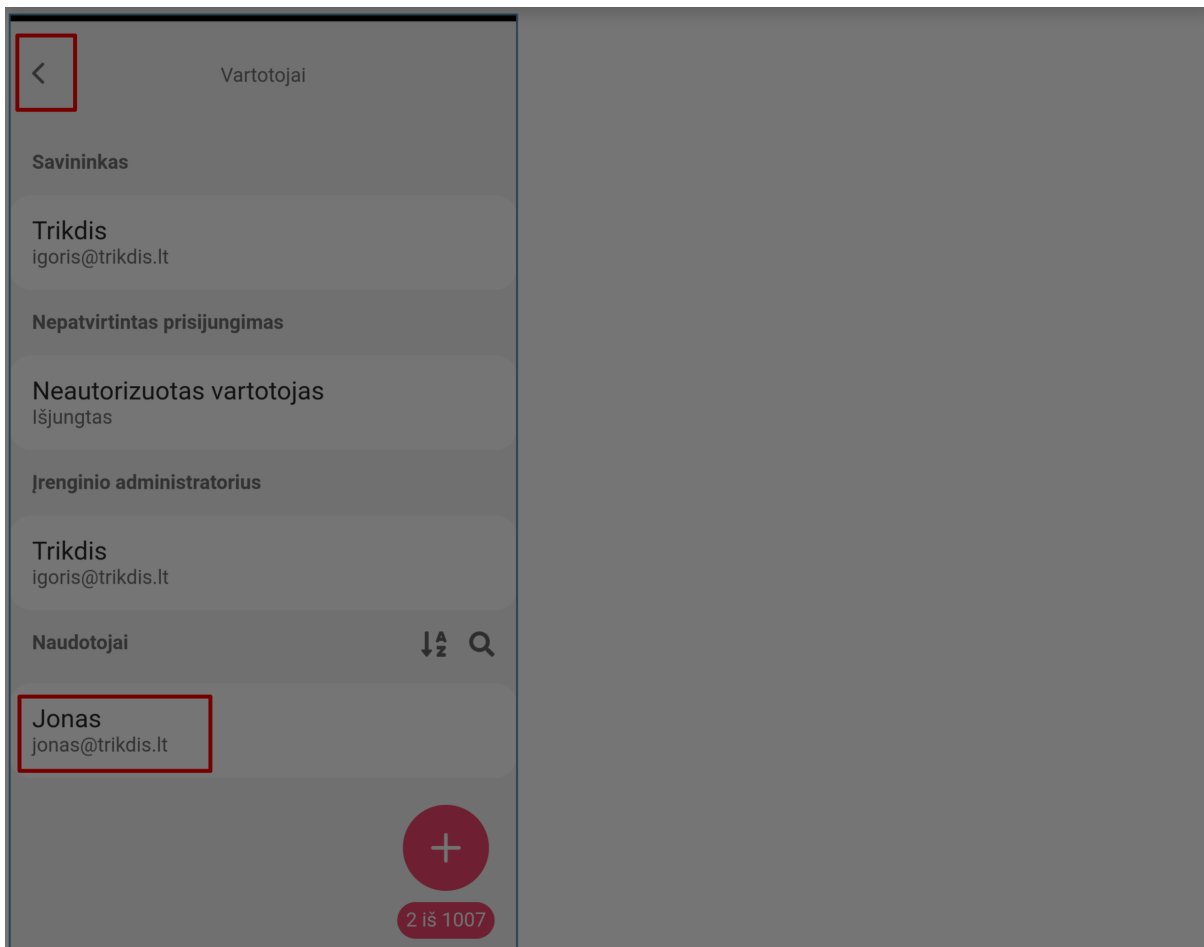 Vartotojai
Savininkas
Trikdis
igoris@trikdis.lt
Nepatvirtintas prisijungimas
Neautorizuotas vartotojas
Išjungtas
Įrenginio administratorius
Trikdis
igoris@trikdis.lt
Naudotojai
Jonas
jonas@trikdis.lt
2 iš 1007